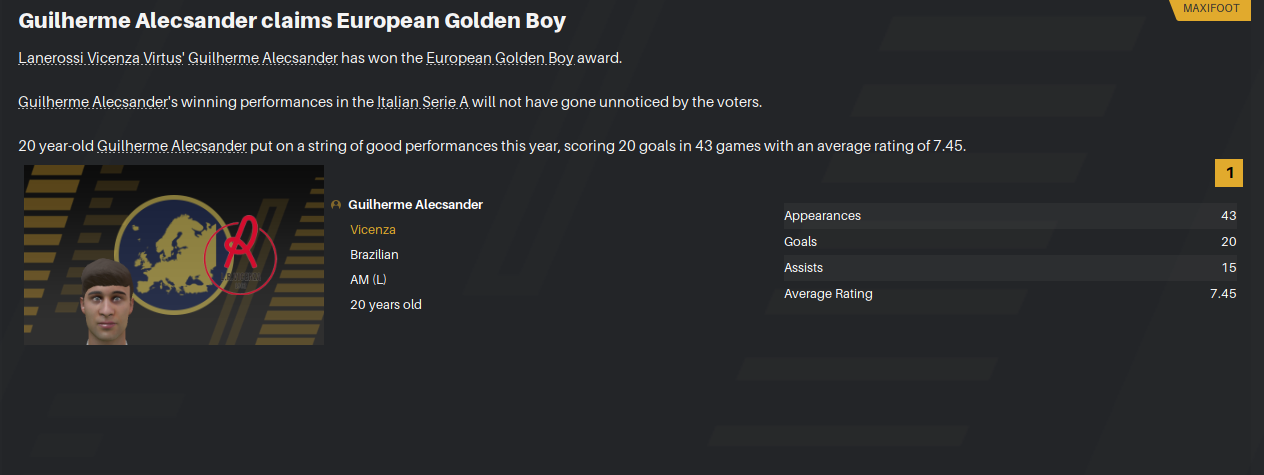 MAXIFOOT
Guilherme Alecsander claims European Golden Boy
Lanerossi Vicenza Virtus' Guilherme Alecsander has won the European Golden Boy award.
Guilherme Alecsander's winning performances in the Italian Serie A will not have gone unnoticed by the voters.
20 year-old Guilherme Alecsander put on a string of good performances this year, scoring 20 goals in 43 games with an average rating of 7.45.
1
Guilherme Alecsander
Vicenza
Brazilian
AM (L)
20 years old
Appearances 43
Goals 20
Assists 15
Average Rating 7.45